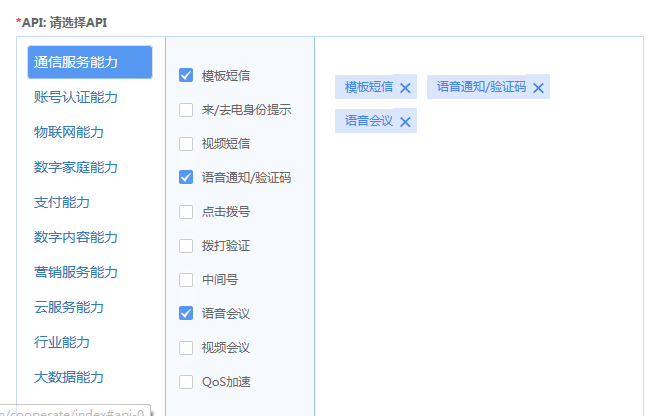 *API: 请选择API
通信服务能力
账号认证能力
物联网能力
数字家庭能力
支付能力
数字内容能力
营销服务能力
云服务能力
行业能力
大数据能力
模板短信
来/去电身份提示
视频短信
语音通知/验证码
点击拨号
拨打验证
中间号
语音会议
视频会议
QoS加速
模板短信 × 语音通知/验证码 ×
语音会议 ×
/cooperate/index#api-0